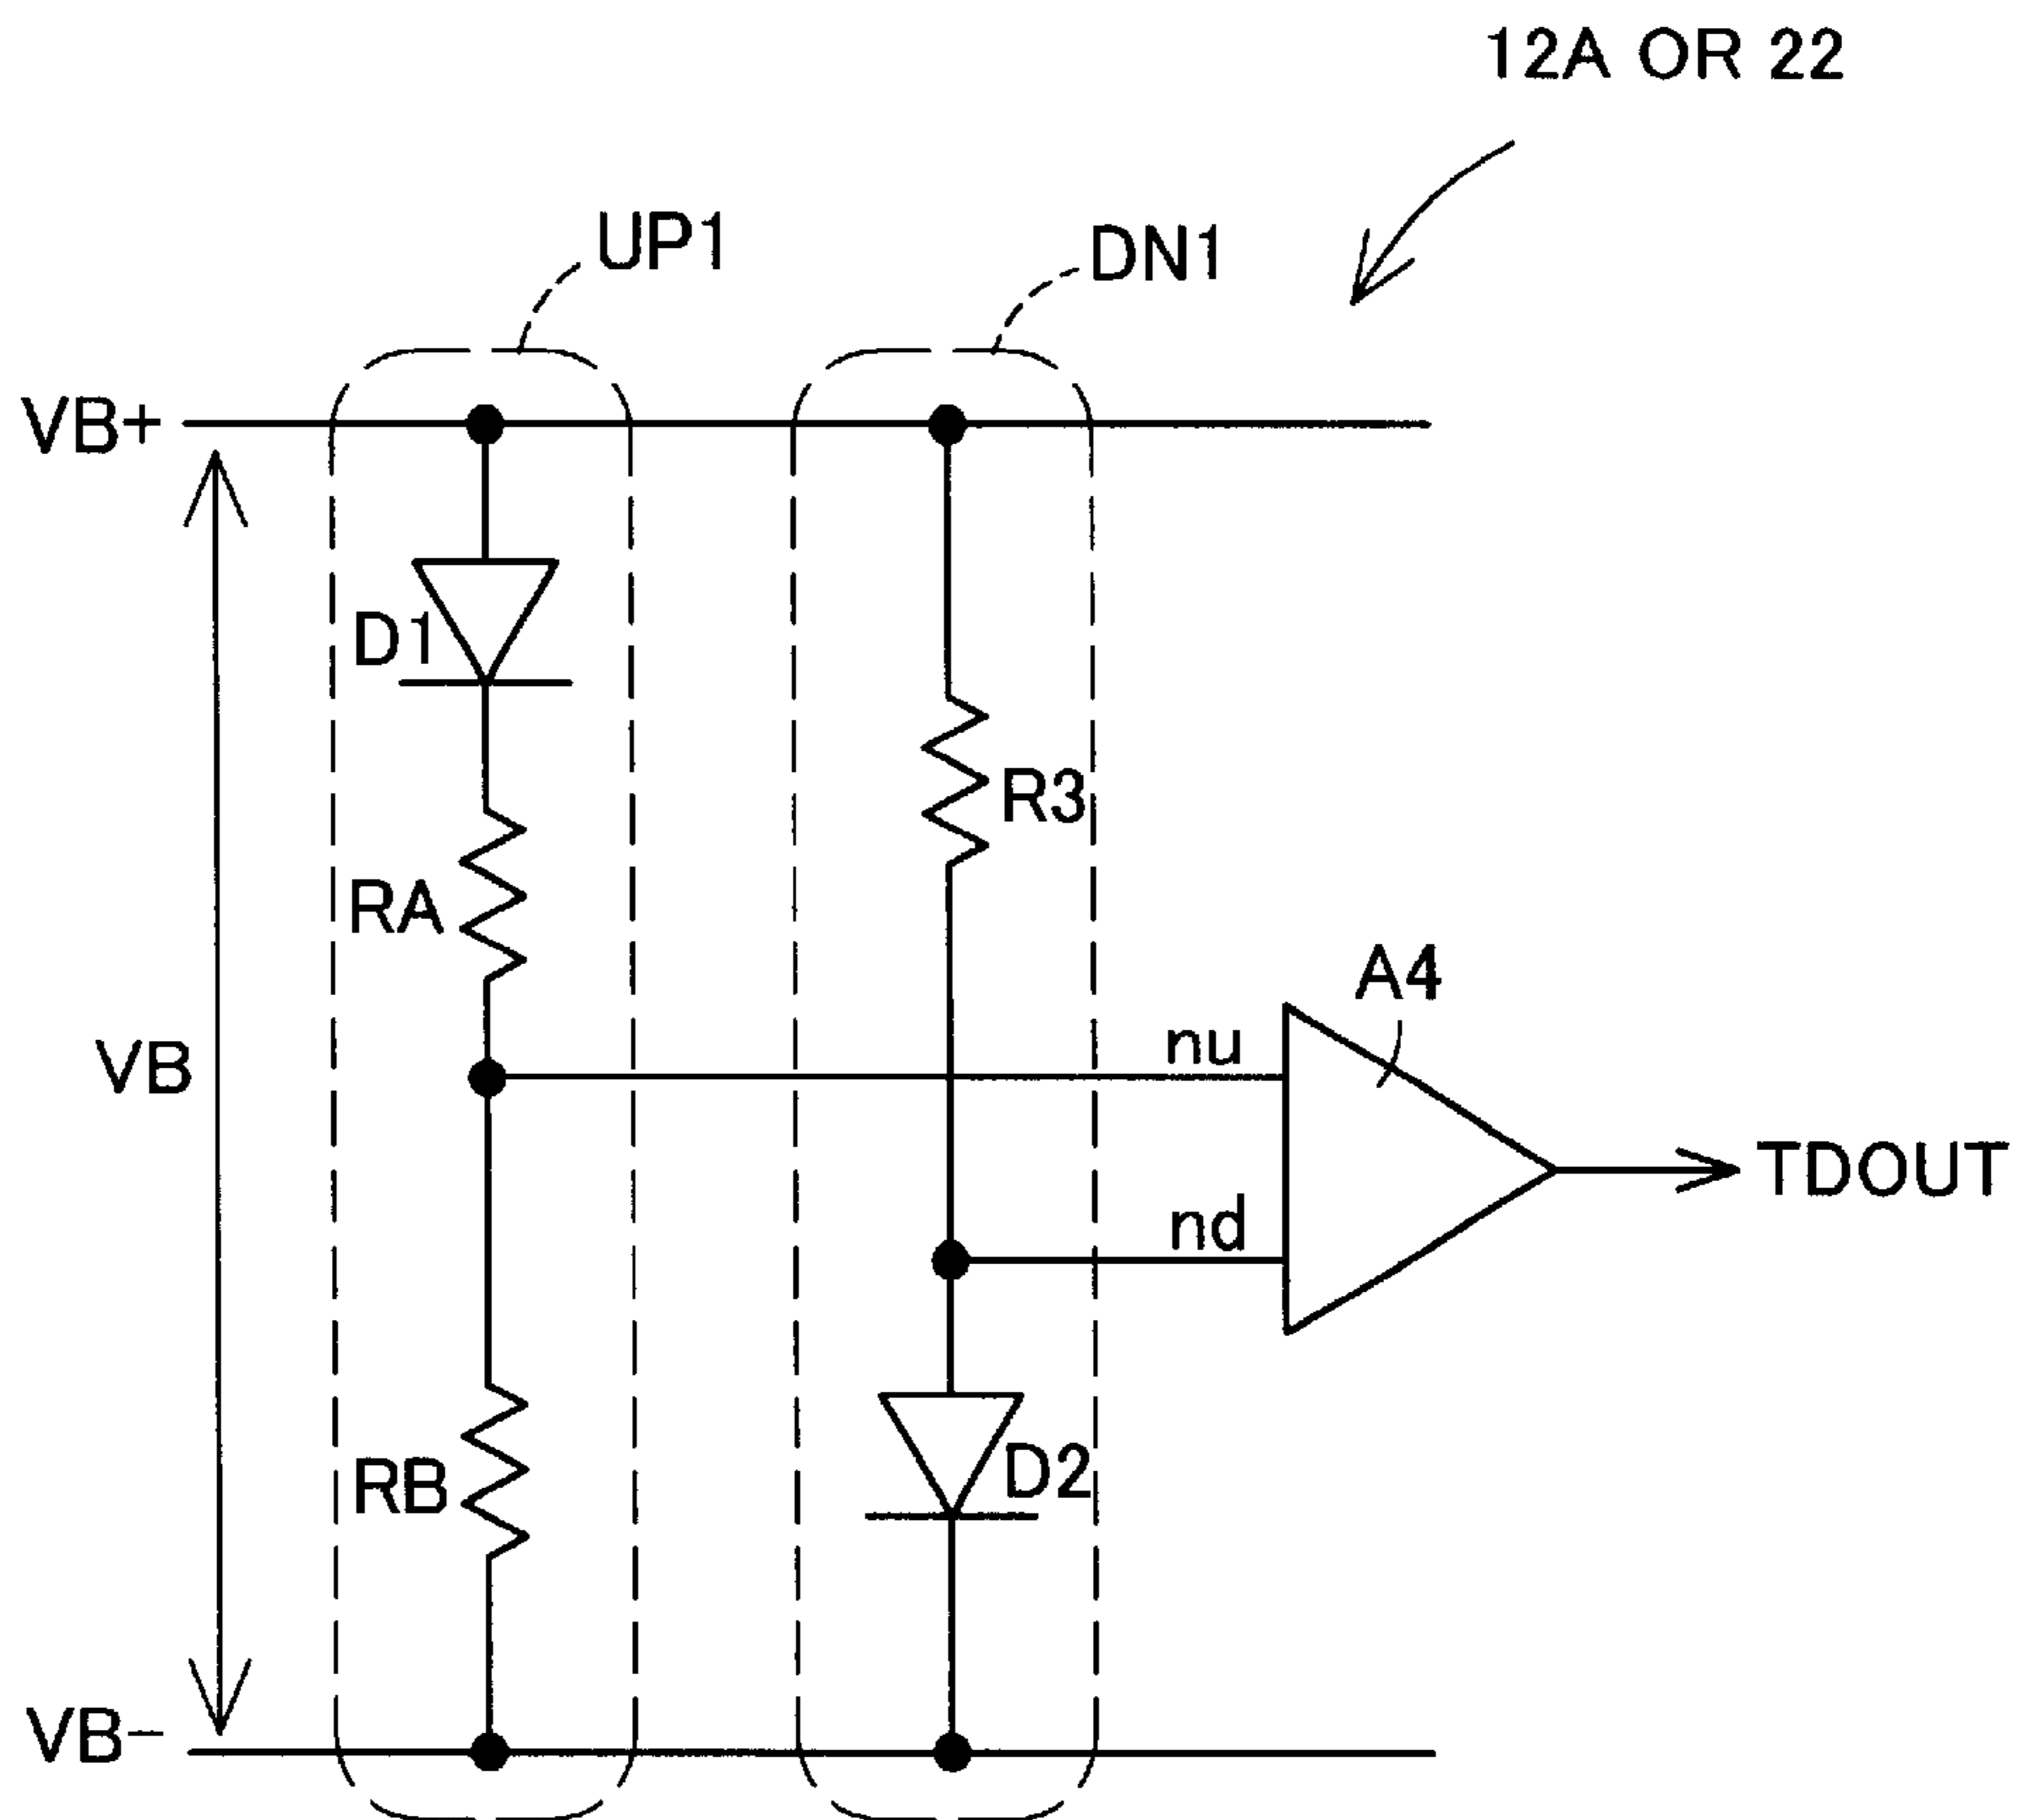 12A OR 22
UP1
DN1
VB+
D1
R3
RA
A4
nu
VB
TDOUT
nd
D2
RB
VB−